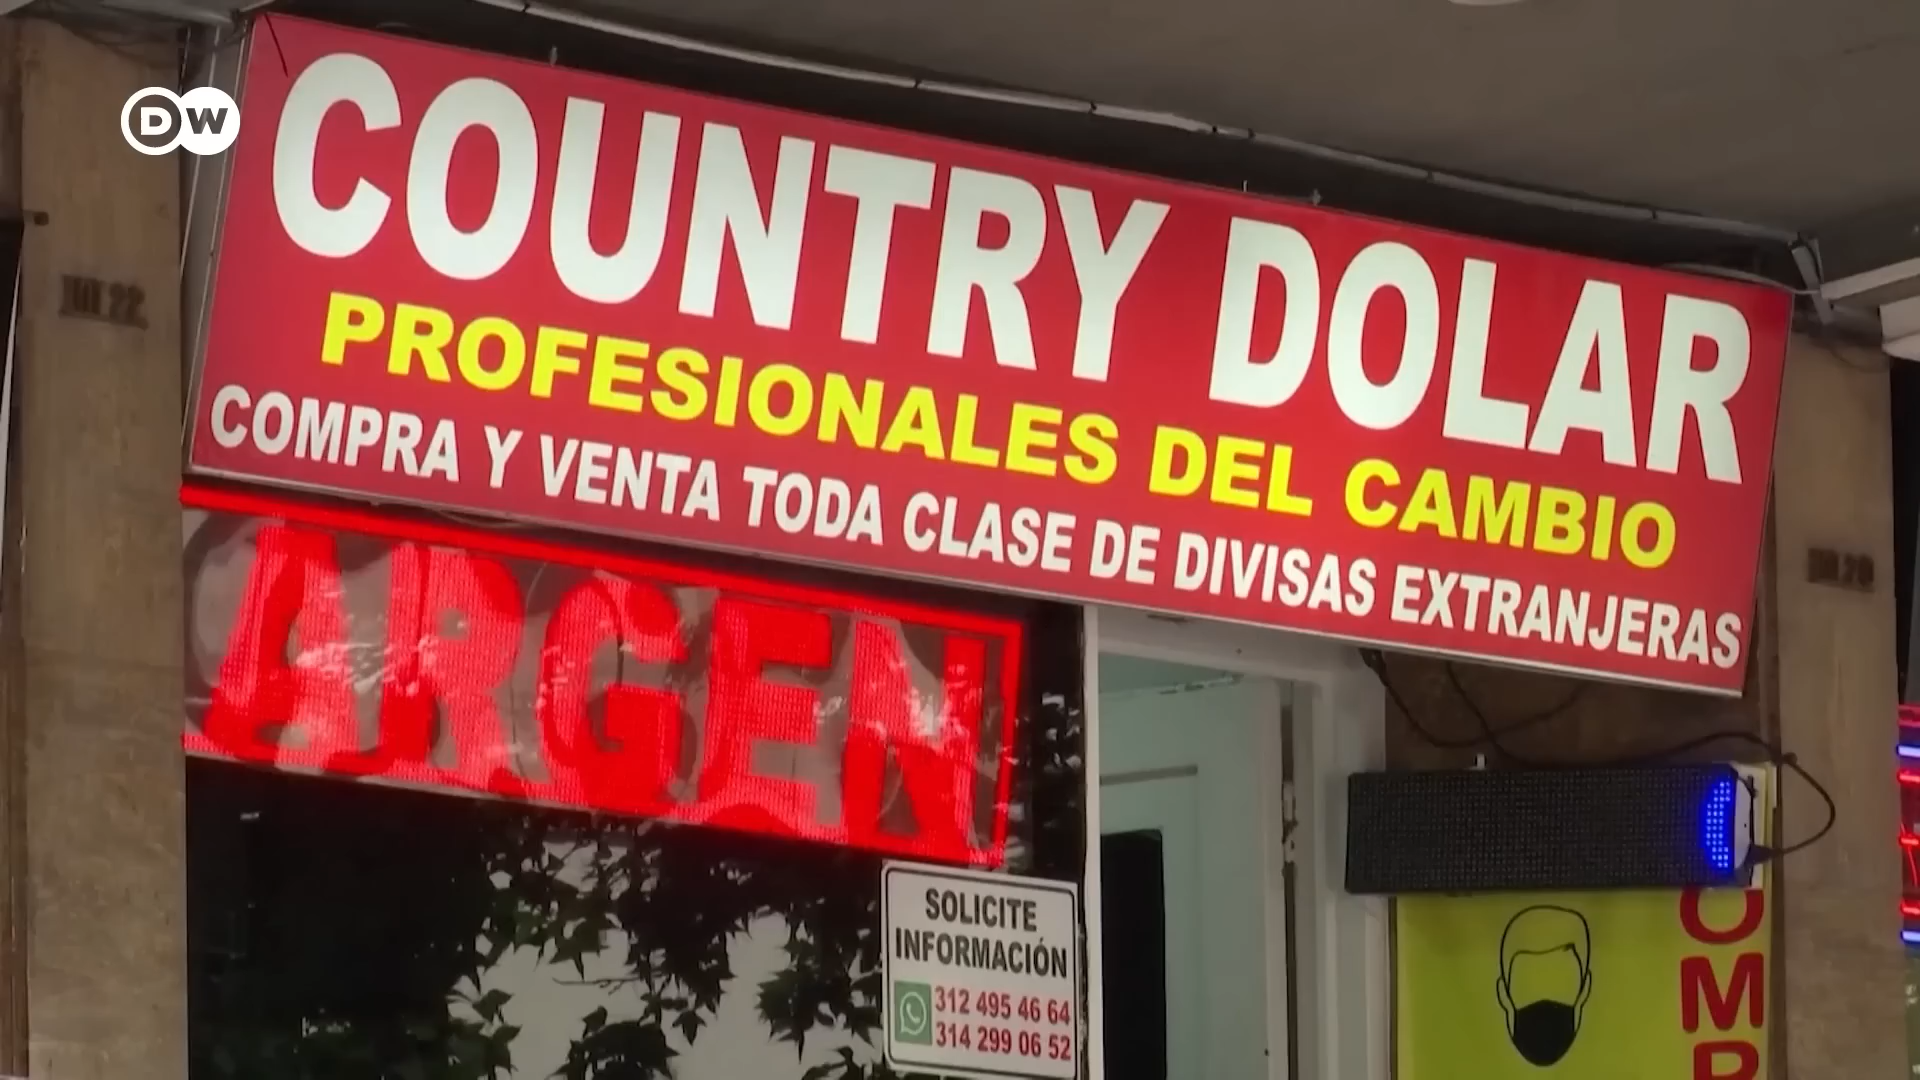 DW
COUNTRY DOLAR
PROFESIONALES DEL CAMBIO
COMPRA Y VENTA TODA CLASE DE DIVISAS EXTRANJERAS
ARGEN
SOLICITE
INFORMACIÓN
312 495 46 64
314 299 06 52
OMP